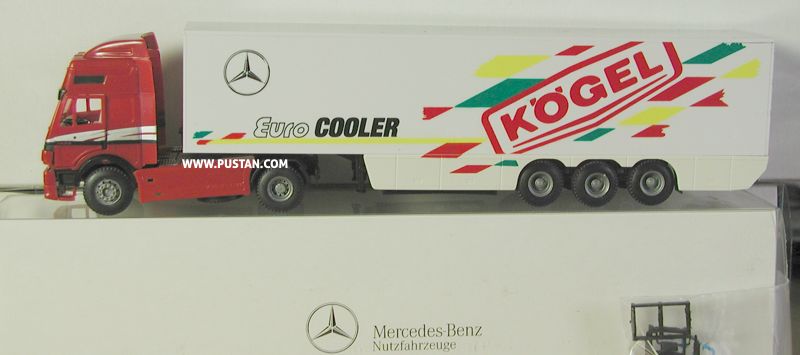 Euro COOLER
KÖGEL
WWW.PUSTAN.COM
Mercedes-Benz
Nutzfahrzeuge